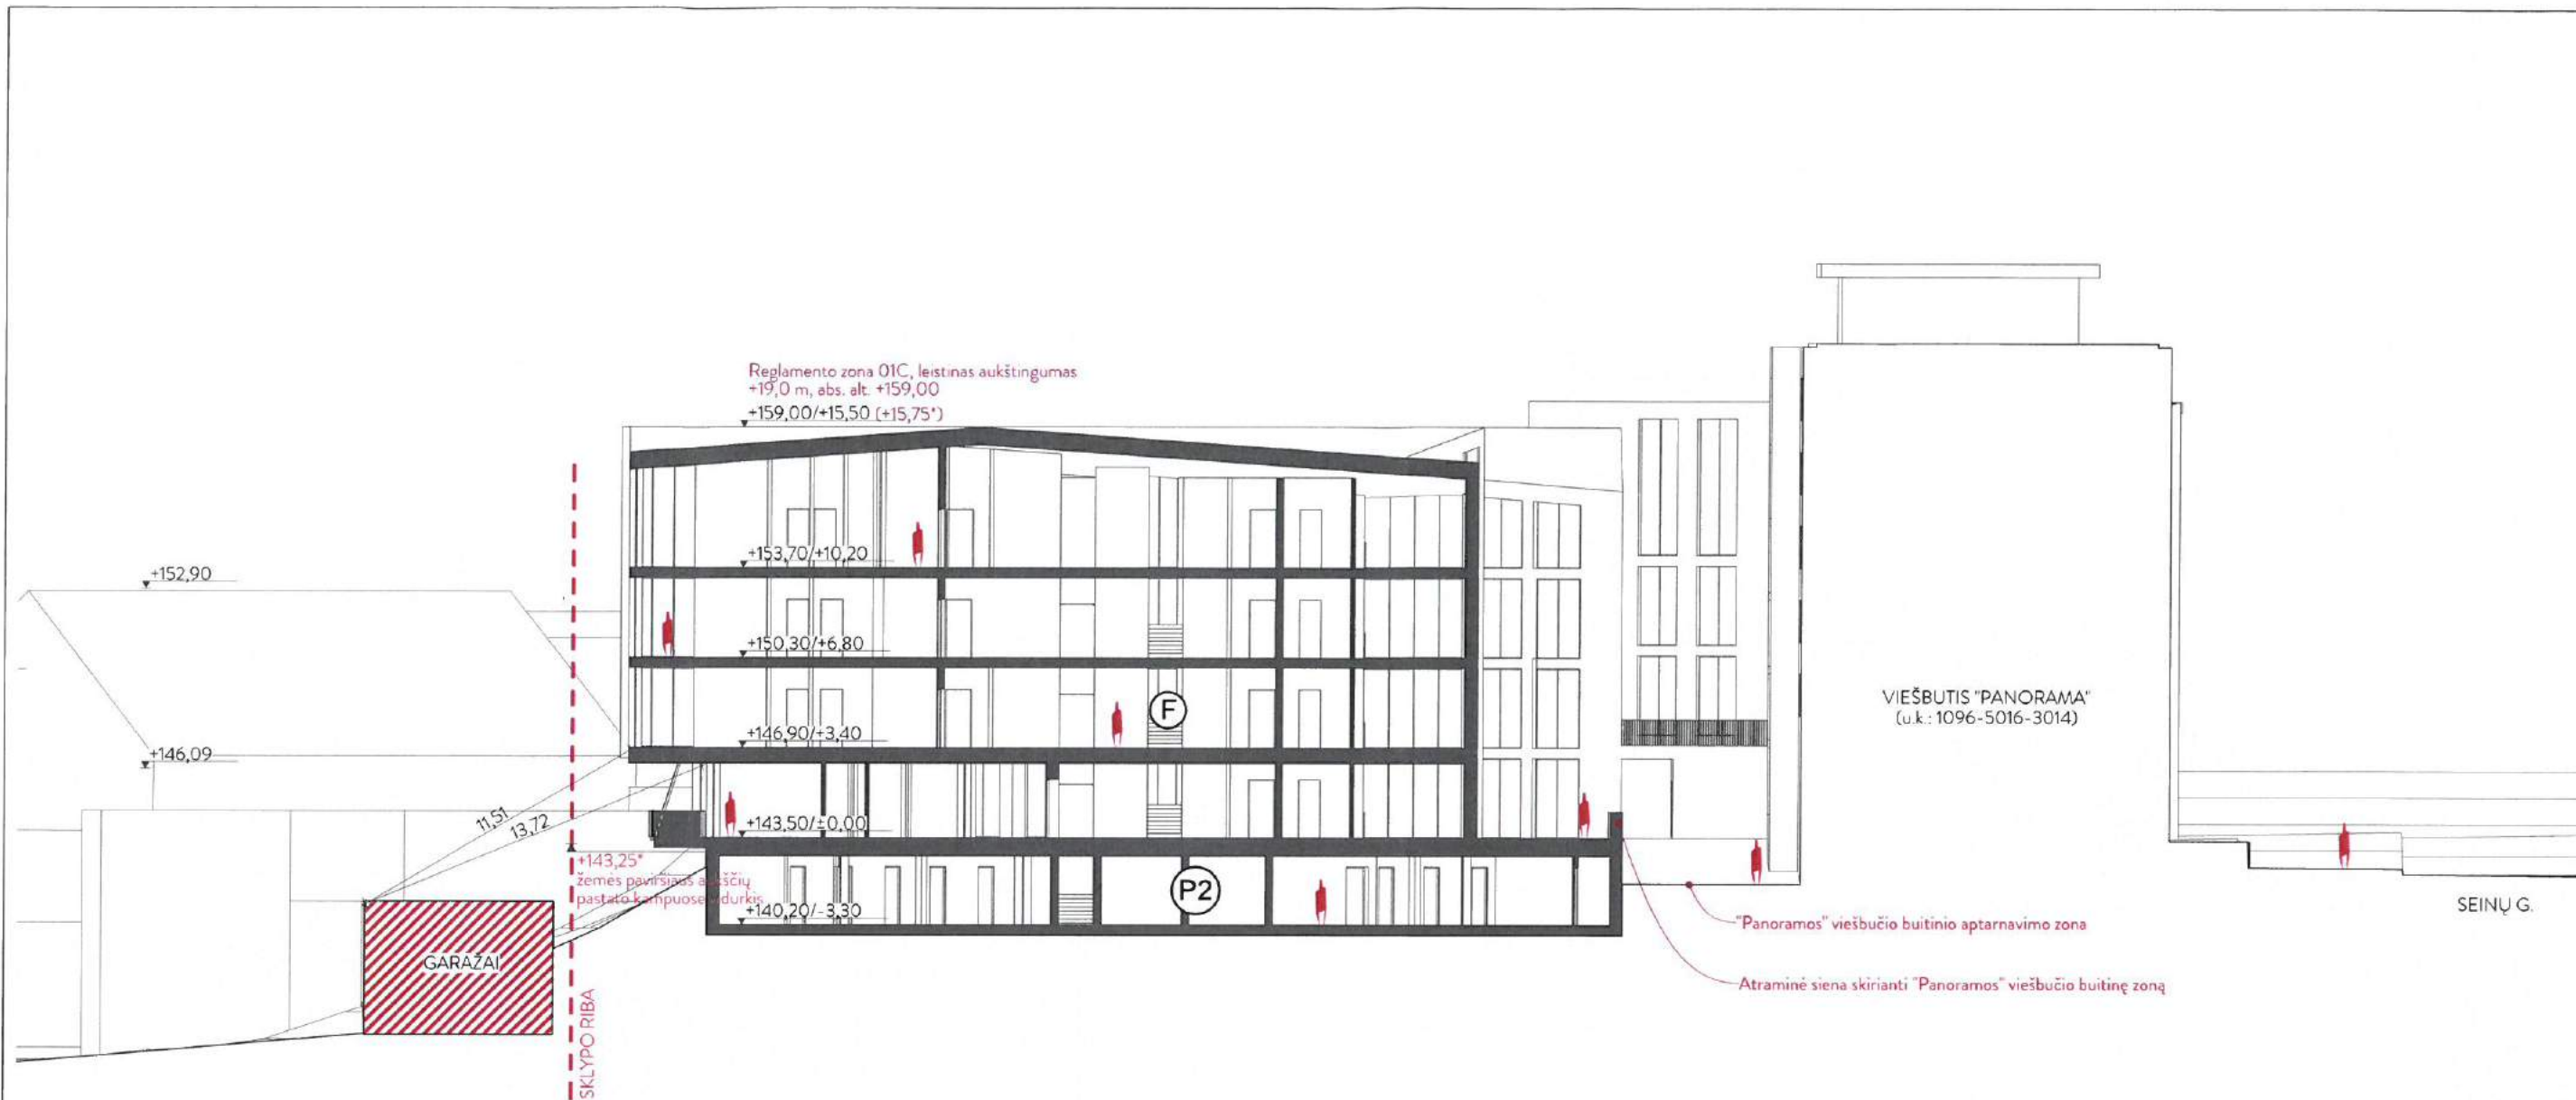 Reglamento zona 01C, leistinas aukštingumas
+19,0 m, abs. alt. +159,00
+159,00/+15,50 (+15,75*)
+153,70/+10,20
+152,90
+150,30/+6,80
VIEŠBUTIS "PANORAMA"
(u.k.: 1096-5016-3014)
F
+146,90/+3,40
+146,09
11,51
13,72
+143,50/±0,00
+143,25*
žemės paviršiaus aukščių
pastato kampuose vidurkis
P2
+140,20/-3,30
SEINŲ G.
"Panoramos" viešbučio buitinio aptarnavimo zona
GARAŽAI
Atraminė siena skirianti "Panoramos" viešbučio buitinę zoną
SKLYPO RIBA